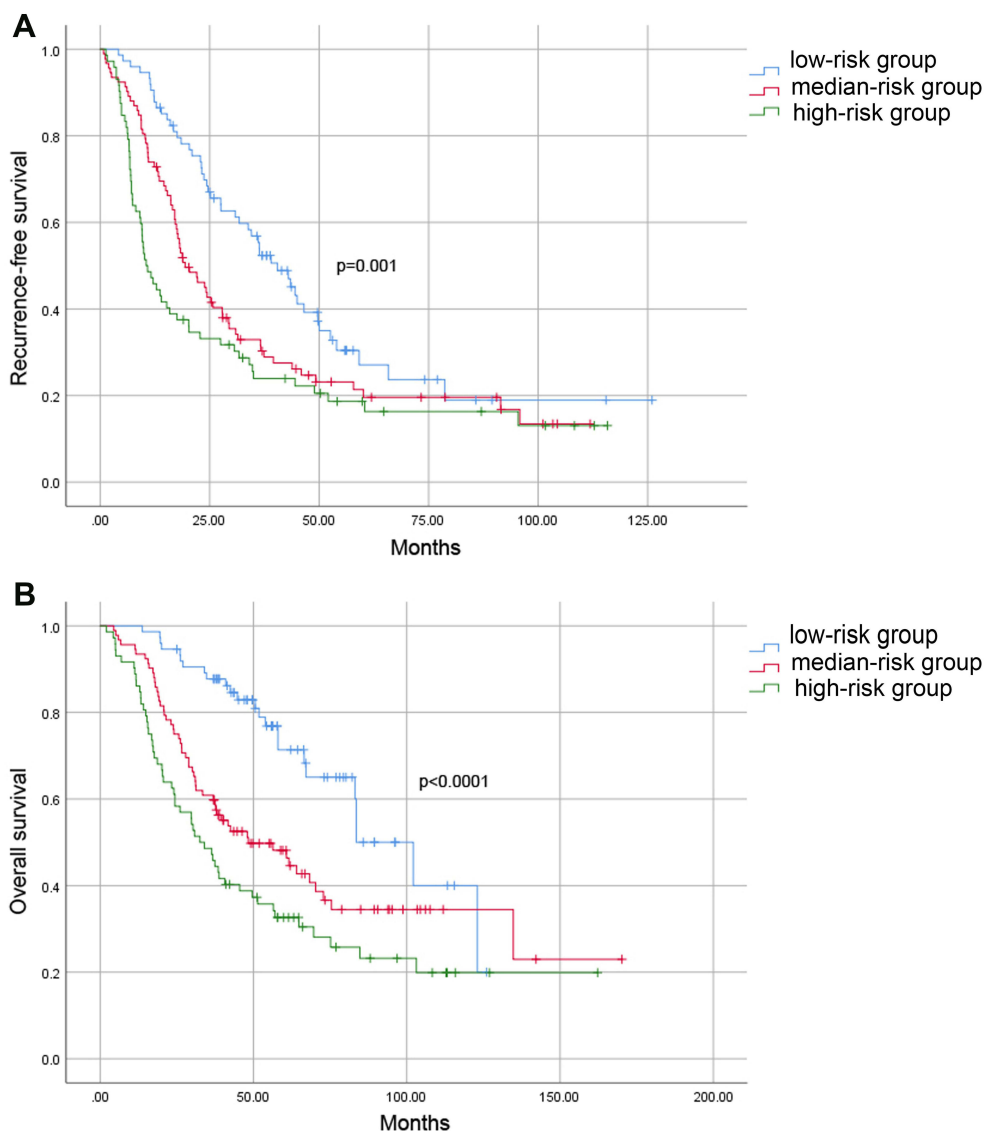 A
1.0
0.8
0.6
0.4
0.2
0.0
Recurrence-free survival
p=0.001
.00 25.00 50.00 75.00 100.00 125.00
Months
low-risk group
median-risk group
high-risk group
B
1.0
0.8
0.6
0.4
0.2
0.0
Overall survival
p<0.0001
.00 50.00 100.00 150.00 200.00
Months
low-risk group
median-risk group
high-risk group